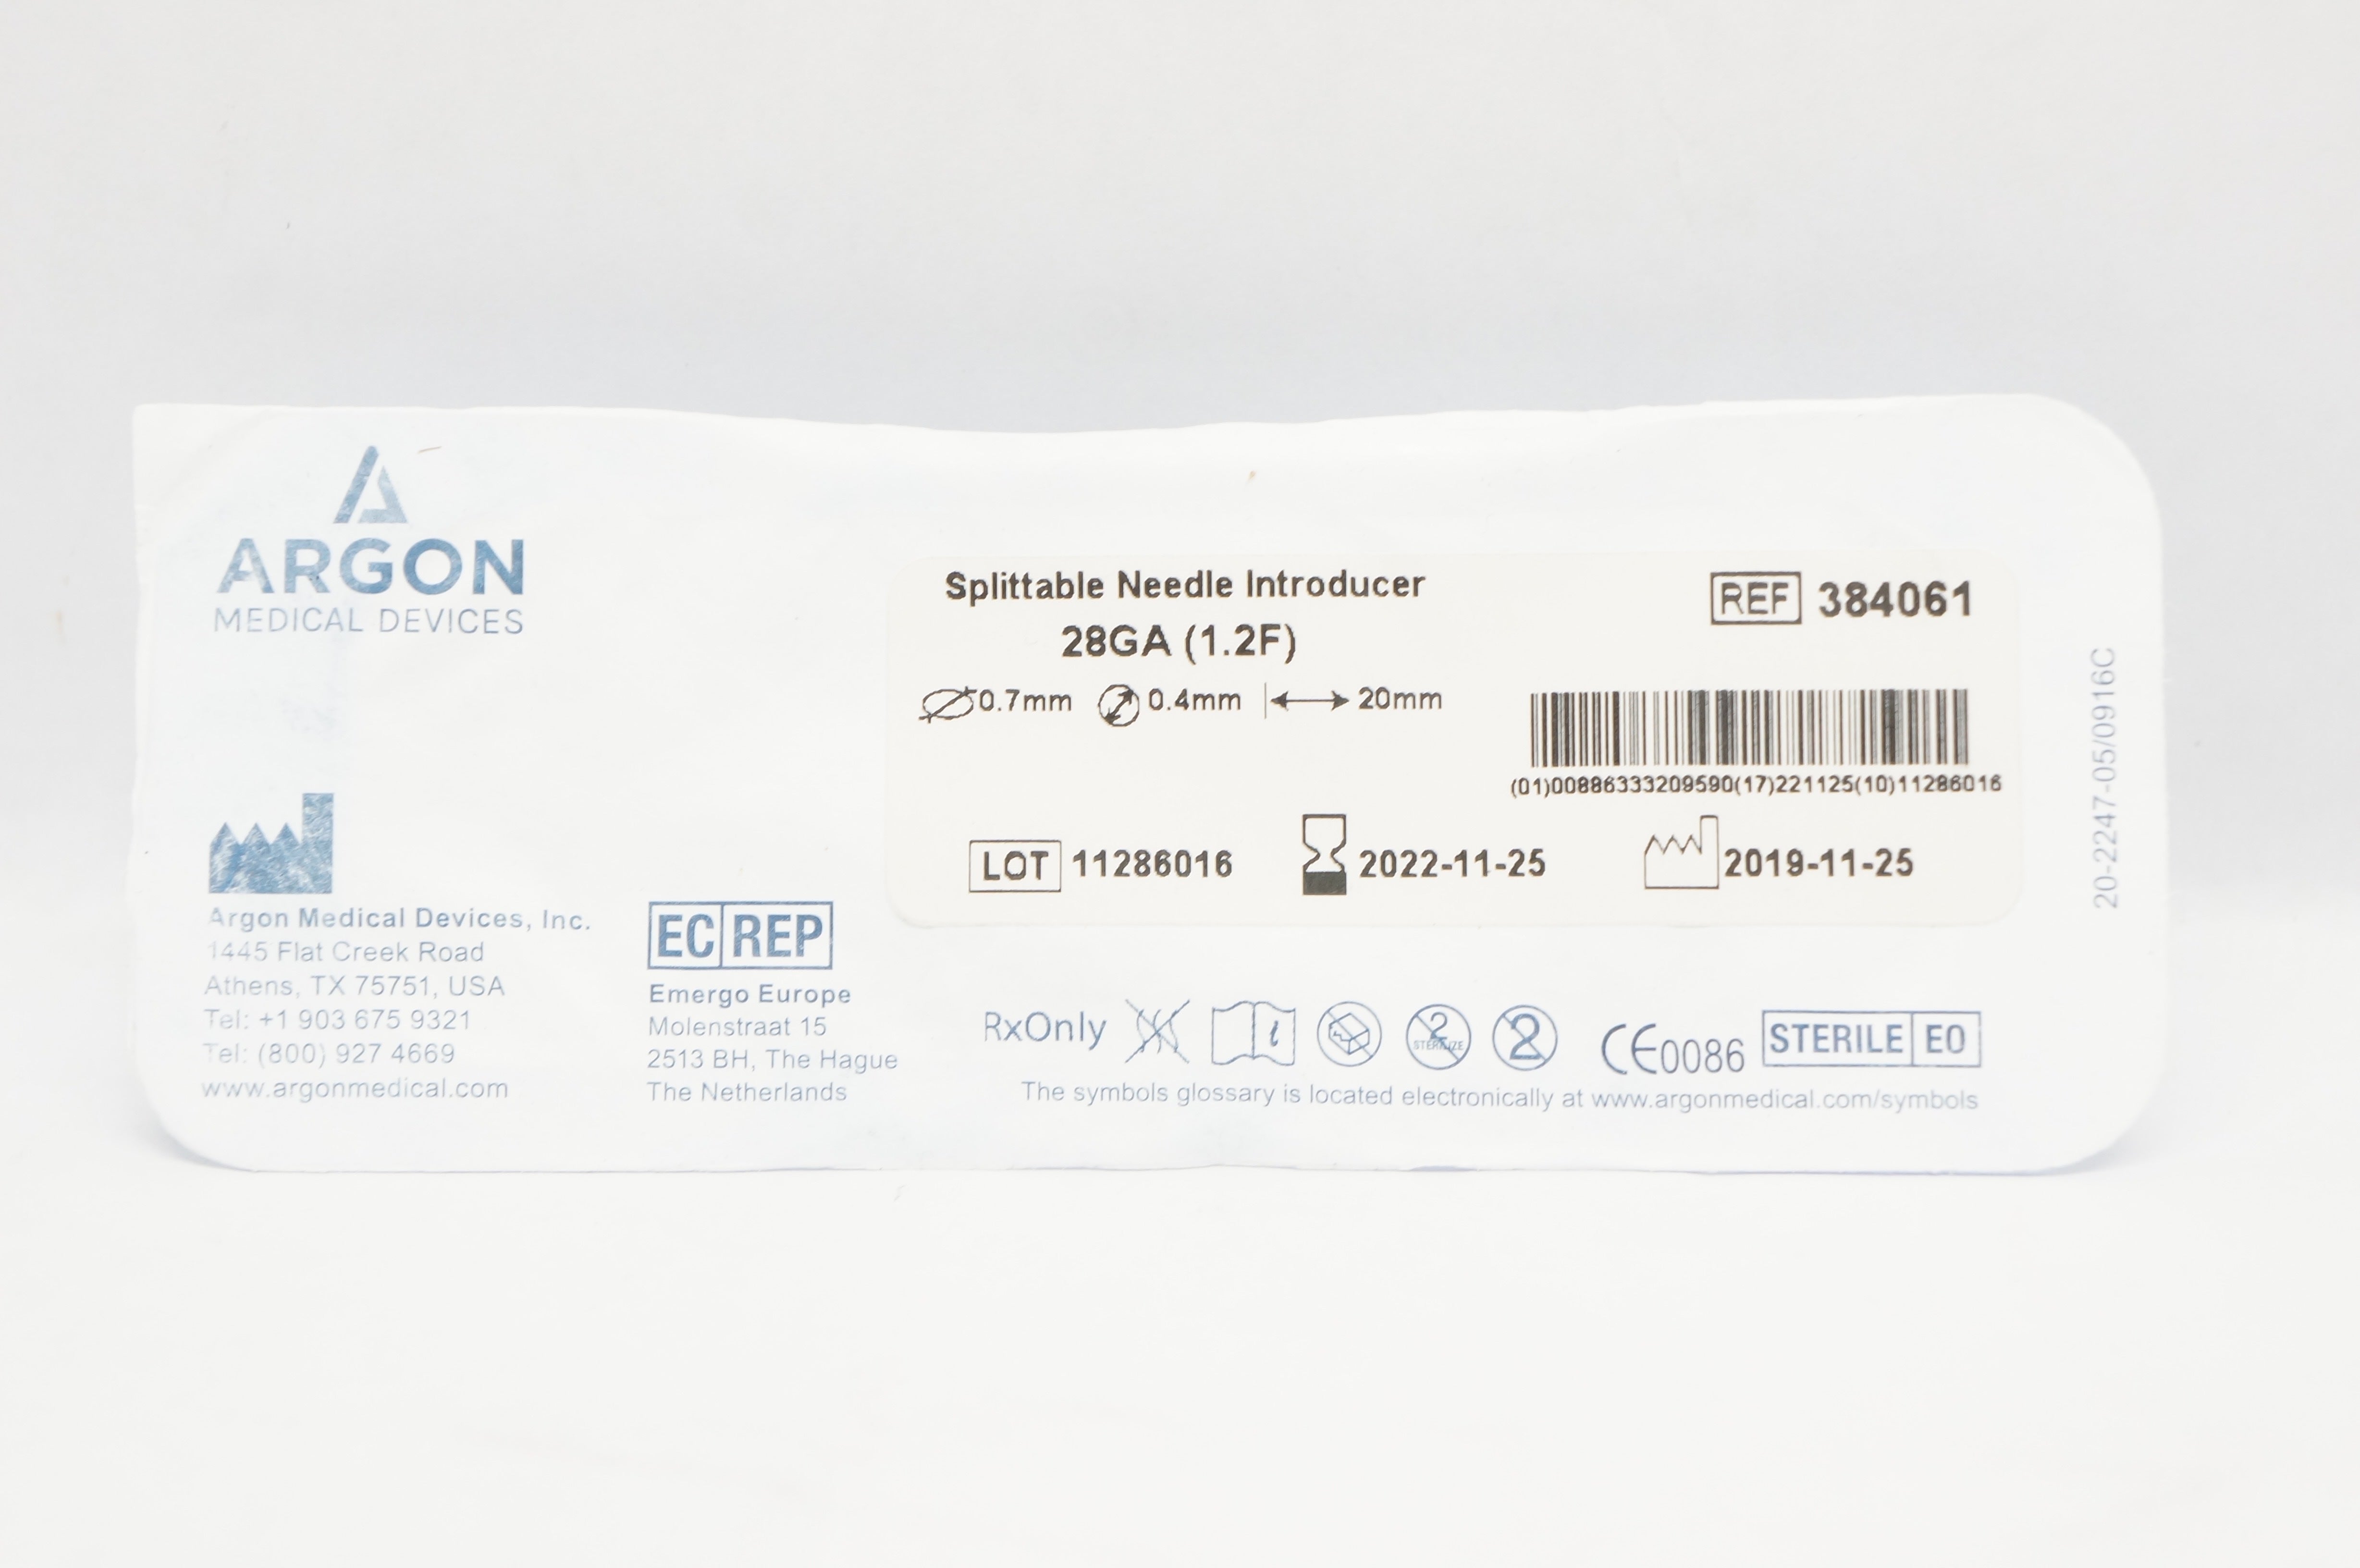 ARGON
MEDICAL DEVICES
Argon Medical Devices, Inc.
1445 Flat Creek Road
Athens, TX 75751, USA
Tel: +1 903 675 9321
Tel: (800) 927 4669
www.argonmedical.com
EC REP
Emergo Europe
Molenstraat 15
2513 BH, The Hague
The Netherlands
Splittable Needle Introducer
28GA (1.2F)
0.7mm 0.4mm 20mm
REF 384061
(01)00886333209590(17)221125(10)11286016
LOT 11286016 2022-11-25 2019-11-25
RxOnly i 2 STERILIZE 2 CE0086 STERILE EO
The symbols glossary is located electronically at www.argonmedical.com/symbols
20-2247-05/0916C